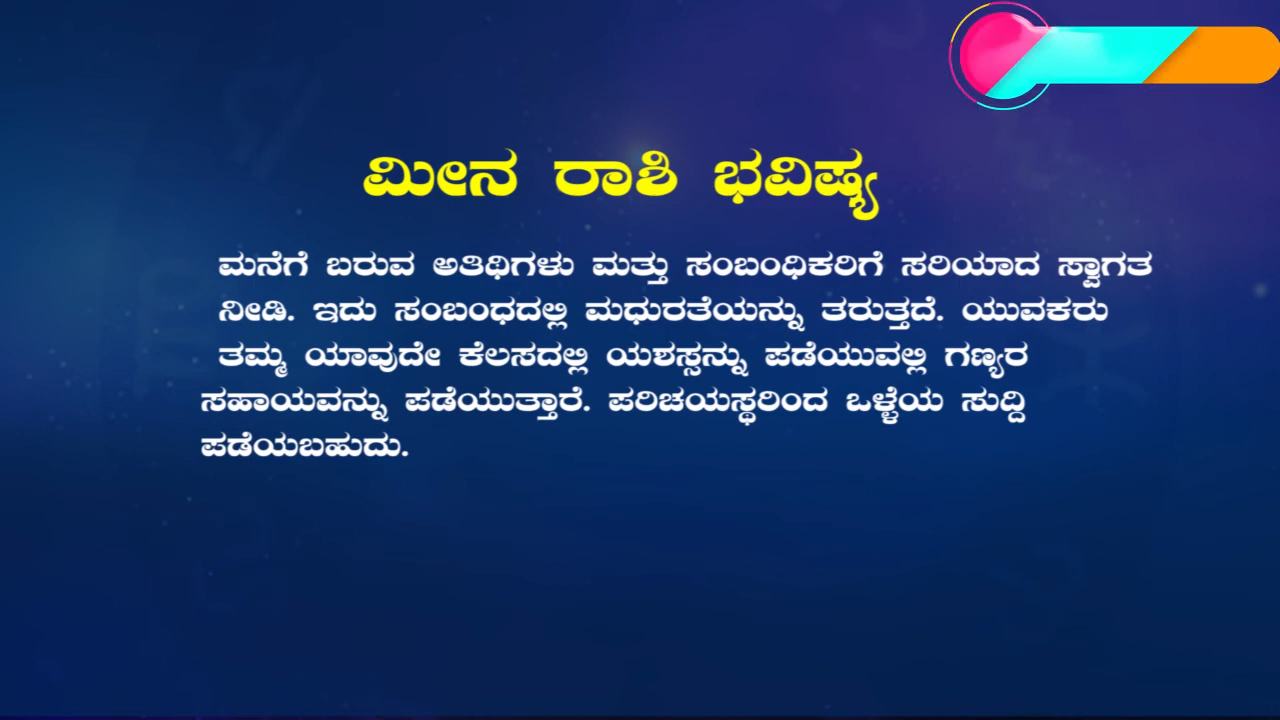 ಮೀನ ರಾಶಿ ಭವಿಷ್ಯ
ಮನೆಗೆ ಬರುವ ಅತಿಥಿಗಳು ಮತ್ತು ಸಂಬಂಧಿಕರಿಗೆ ಸರಿಯಾದ ಸ್ವಾಗತ
ನೀಡಿ. ಇದು ಸಂಬಂಧದಲ್ಲಿ ಮಧುರತೆಯನ್ನು ತರುತ್ತದೆ. ಯುವಕರು
ತಮ್ಮ ಯಾವುದೇ ಕೆಲಸದಲ್ಲಿ ಯಶಸ್ಸನ್ನು ಪಡೆಯುವಲ್ಲಿ ಗಣ್ಯರ
ಸಹಾಯವನ್ನು ಪಡೆಯುತ್ತಾರೆ. ಪರಿಚಯಸ್ಥರಿಂದ ಒಳ್ಳೆಯ ಸುದ್ದಿ
ಪಡೆಯಬಹುದು.